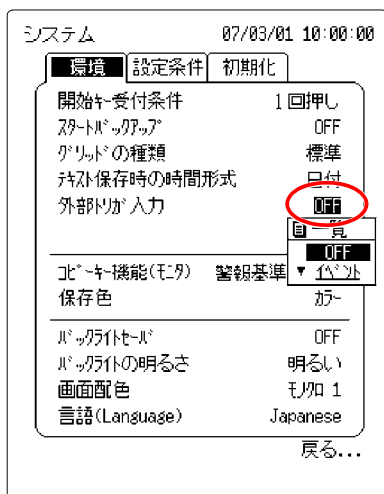 システム 07/03/01 10:00:00
環境 設定条件 初期化
開始ｷｰ受付条件 1回押し
ｽﾀｰﾄﾊﾞｯｸｱｯﾌﾟ OFF
ｸﾞﾘｯﾄﾞの種類 標準
ﾃｷｽﾄ保存時の時間形式 日付
外部ﾄﾘｶﾞ入力 OFF
一覧
OFF
ｺﾋﾟｰｷｰ機能(ﾓﾆﾀ) 警報基準 ▼ ｲﾍﾞﾝﾄ
保存色 ｶﾗｰ
ﾊﾞｯｸﾗｲﾄｾｰﾊﾞ OFF
ﾊﾞｯｸﾗｲﾄの明るさ 明るい
画面配色 ﾓﾉｸﾛ 1
言語(Language) Japanese
戻る...